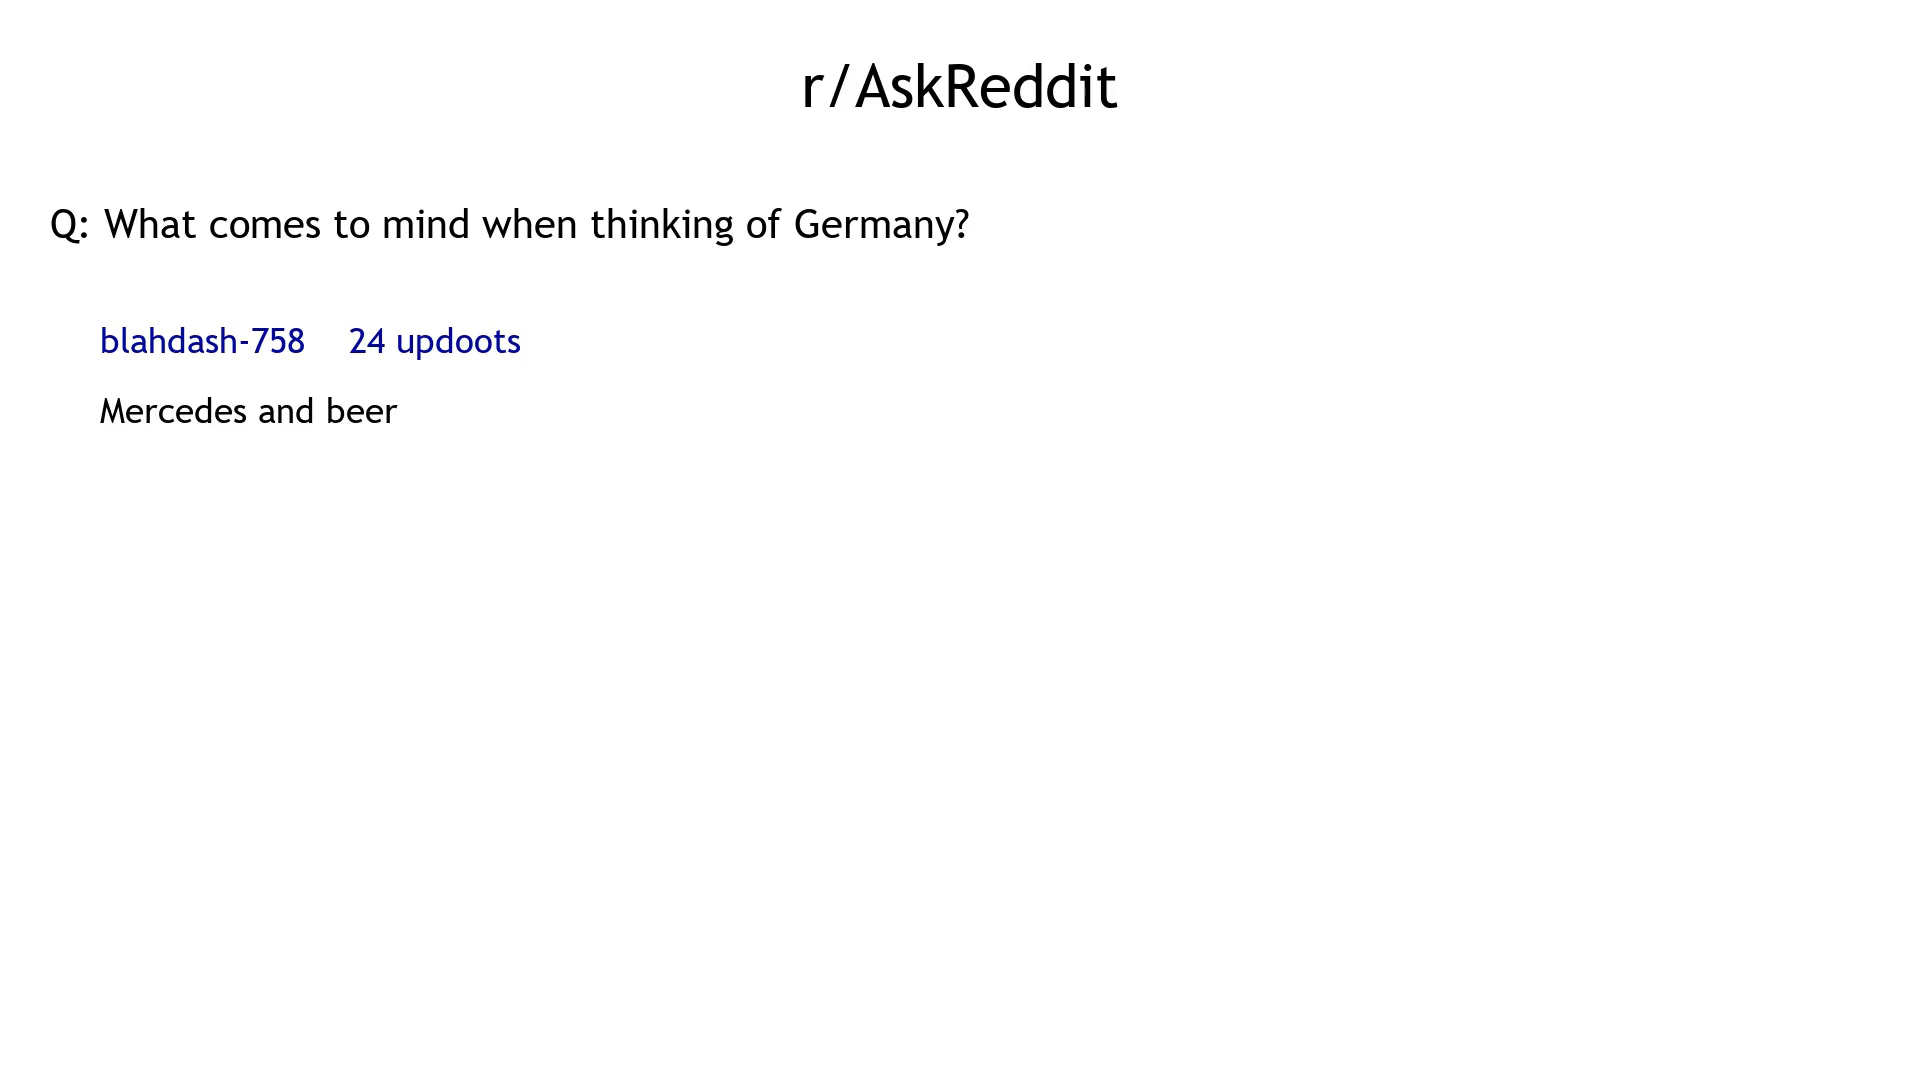 r/AskReddit
Q: What comes to mind when thinking of Germany?
blahdash-758 24 updoots
Mercedes and beer